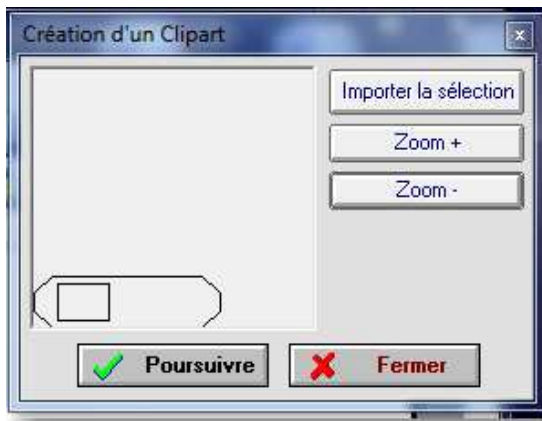 Création d'un Clipart
Importer la sélection
Zoom +
Zoom -
Poursuivre
Fermer